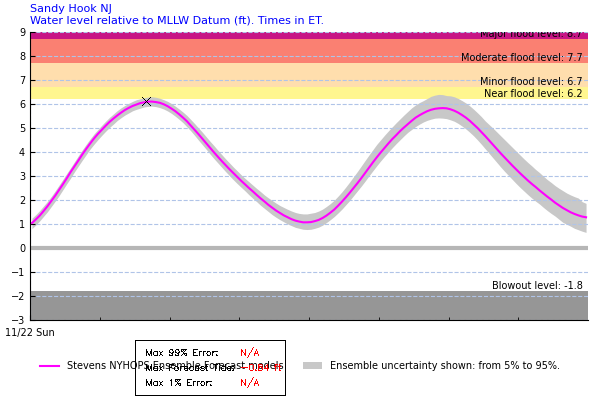 Sandy Hook NJ
Water level relative to MLLW Datum (ft). Times in ET.
9
Major flood level: 8.7
8
Moderate flood level: 7.7
7
Minor flood level: 6.7
Near flood level: 6.2
6
5
4
3
2
1
0
−1
Blowout level: -1.8
−2
−3
11/22 Sun
Max 99% Error: N/A
Stevens NYHOPS Ensemble Forecast models
Max Forecast Tide:
Ensemble uncertainty shown: from 5% to 95%.
Max 1% Error: N/A